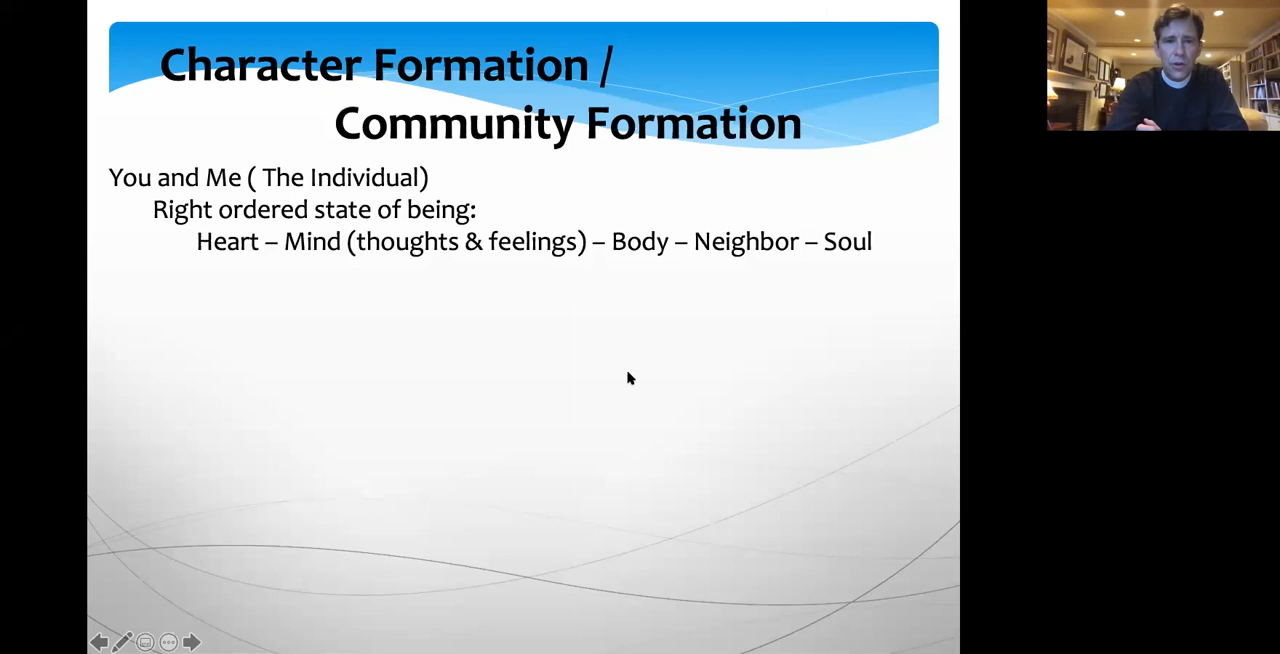 Character Formation /
Community Formation
You and Me ( The Individual)
Right ordered state of being:
Heart – Mind (thoughts & feelings) – Body – Neighbor – Soul